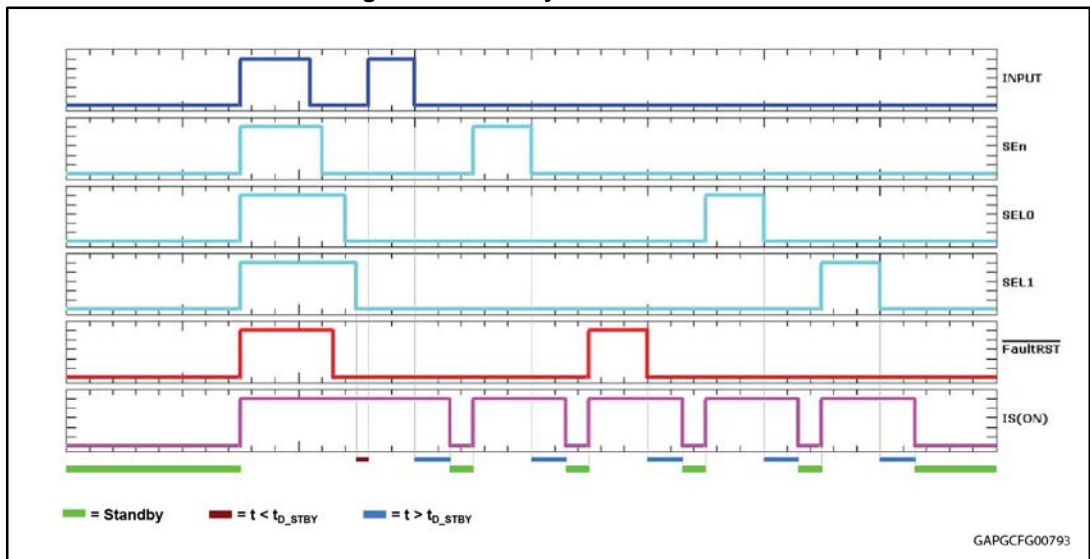 INPUT
SEn
SEL0
SEL1
FaultRST
IS(ON)
= Standby
= t < tD_STBY
= t > tD_STBY
GAPGCFG00793